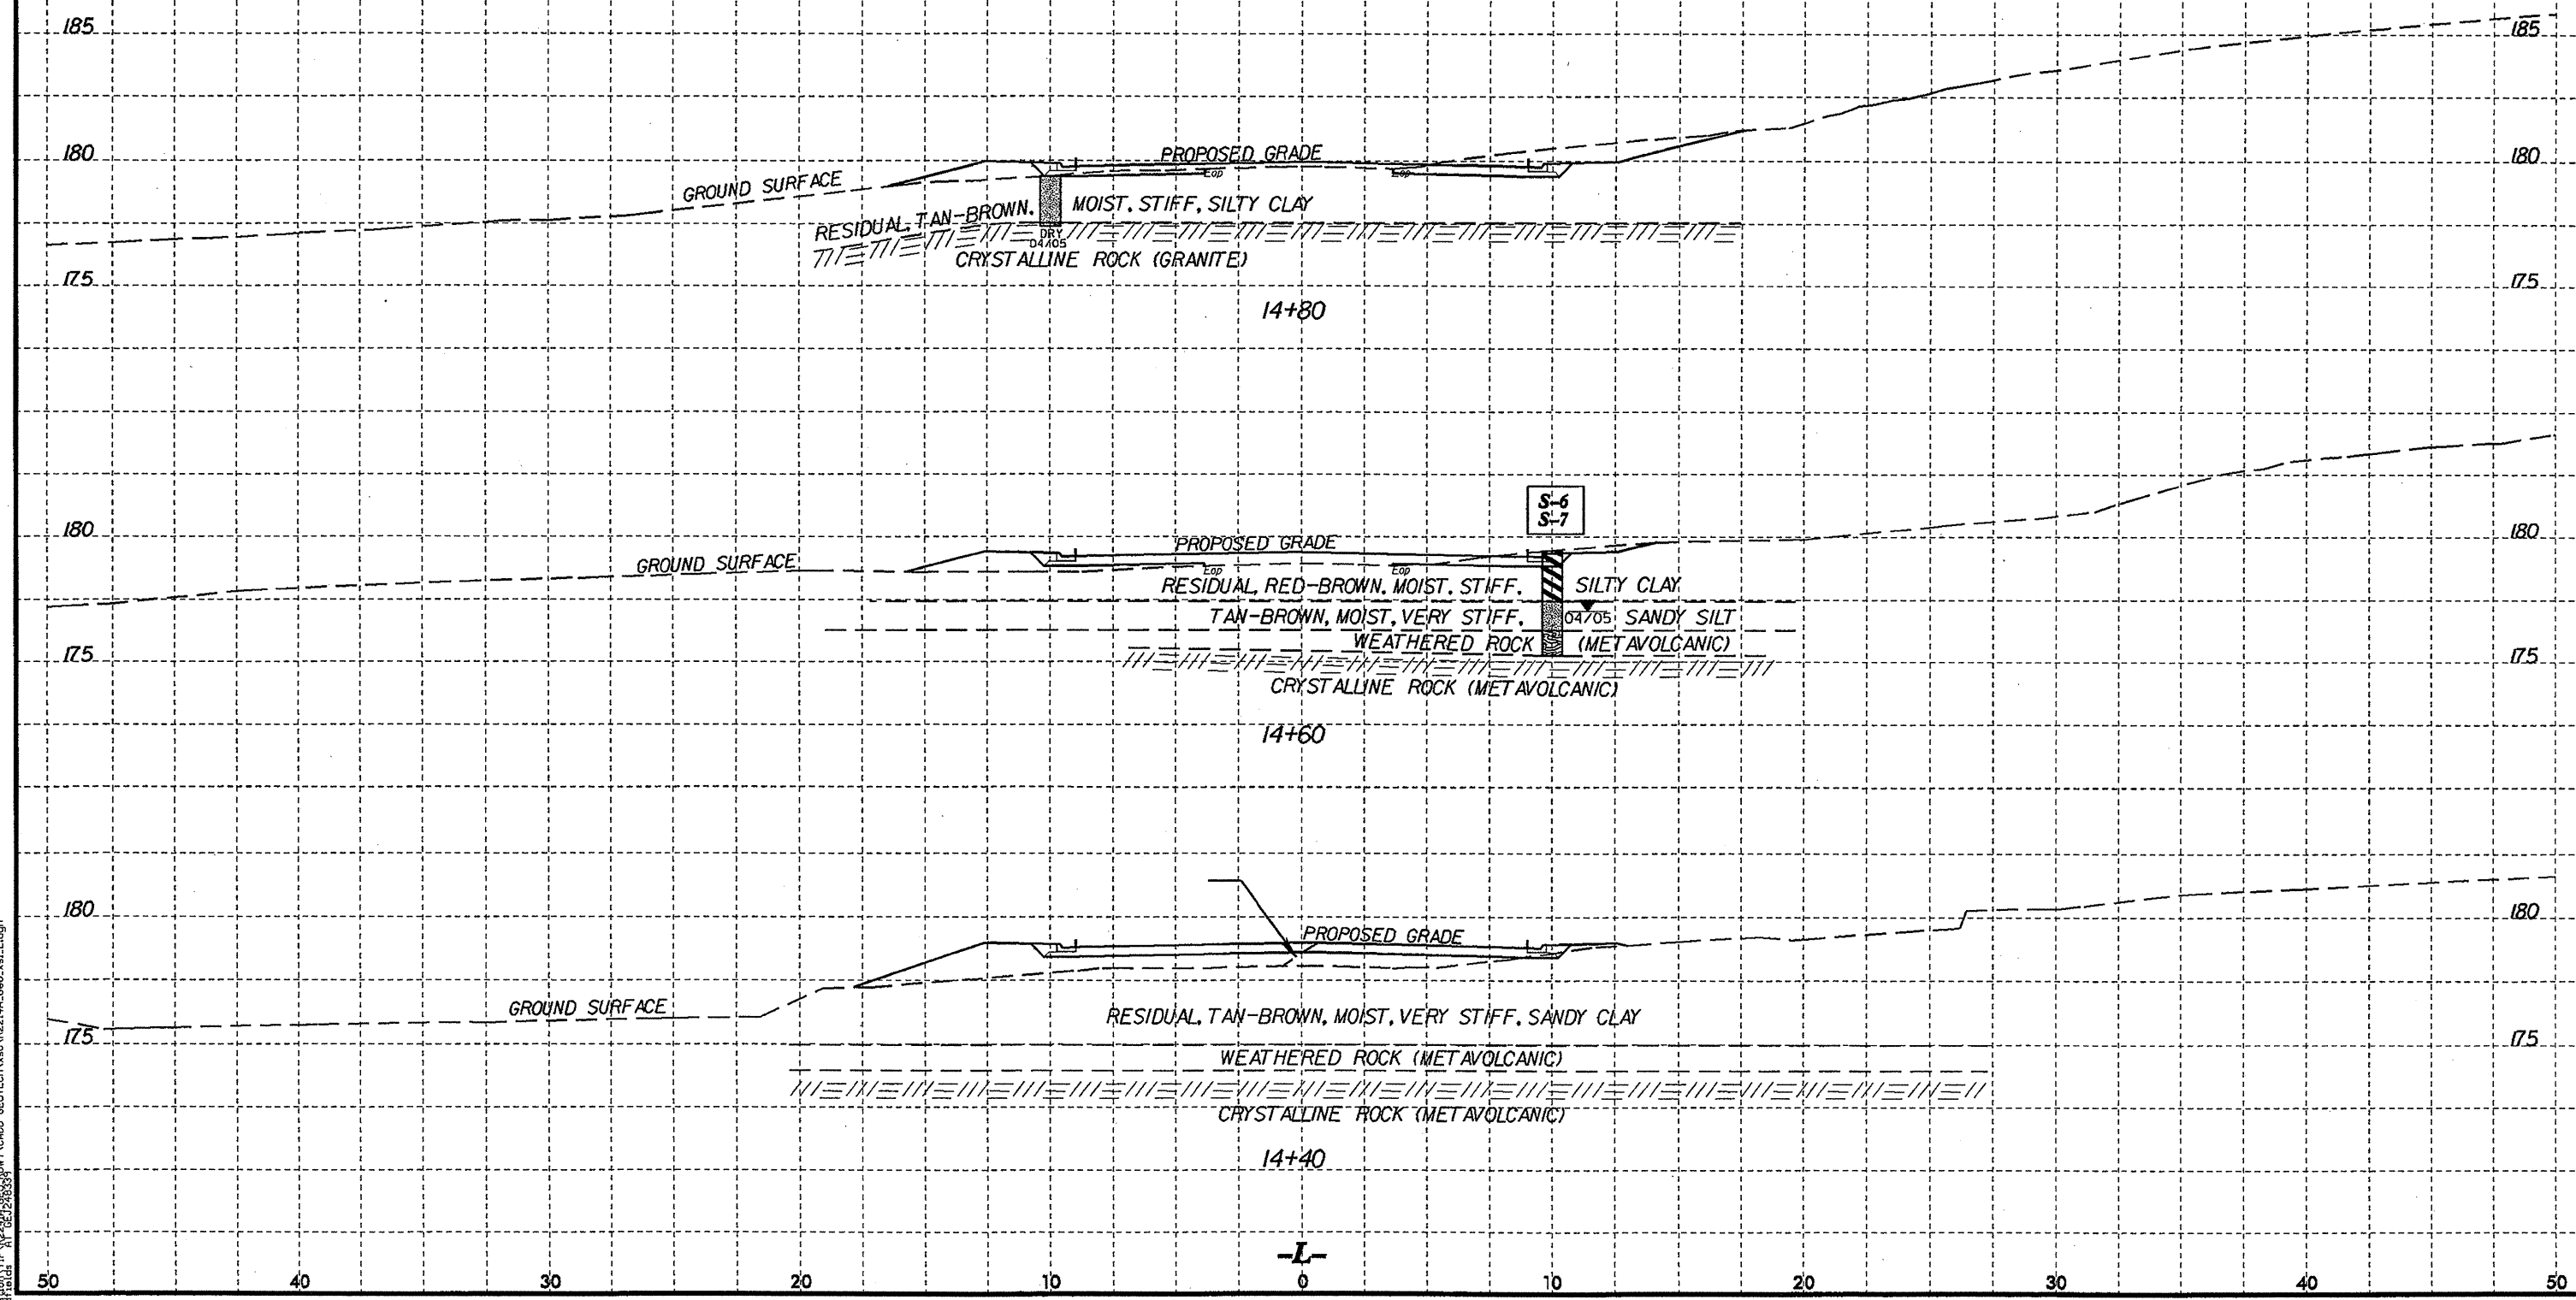 185 185
180 PROPOSED GRADE 180
GROUND SURFACE
RESIDUAL, TAN-BROWN, MOIST, STIFF, SILTY CLAY
Eop Eop
DRY
04/05
CRYSTALLINE ROCK (GRANITE)
175 175
14+80
S-6
S-7
180 180
PROPOSED GRADE
GROUND SURFACE
Eop Eop
RESIDUAL, RED-BROWN, MOIST, STIFF, SILTY CLAY
TAN-BROWN, MOIST, VERY STIFF, 04/05 SANDY SILT
WEATHERED ROCK (METAVOLCANIC)
175 175
CRYSTALLINE ROCK (METAVOLCANIC)
14+60
180 180
PROPOSED GRADE
GROUND SURFACE
RESIDUAL, TAN-BROWN, MOIST, VERY STIFF, SANDY CLAY
175 175
WEATHERED ROCK (METAVOLCANIC)
CRYSTALLINE ROCK (METAVOLCANIC)
14+40
-L-
50 40 30 20 10 0 10 20 30 40 50